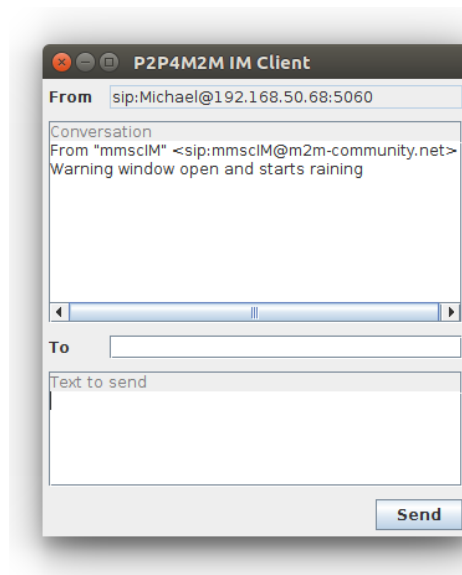 P2P4M2M IM Client
From sip:Michael@192.168.50.68:5060
Conversation
From "mmscIM" <sip:mmscIM@m2m-community.net>
Warning window open and starts raining
To
Text to send
Send